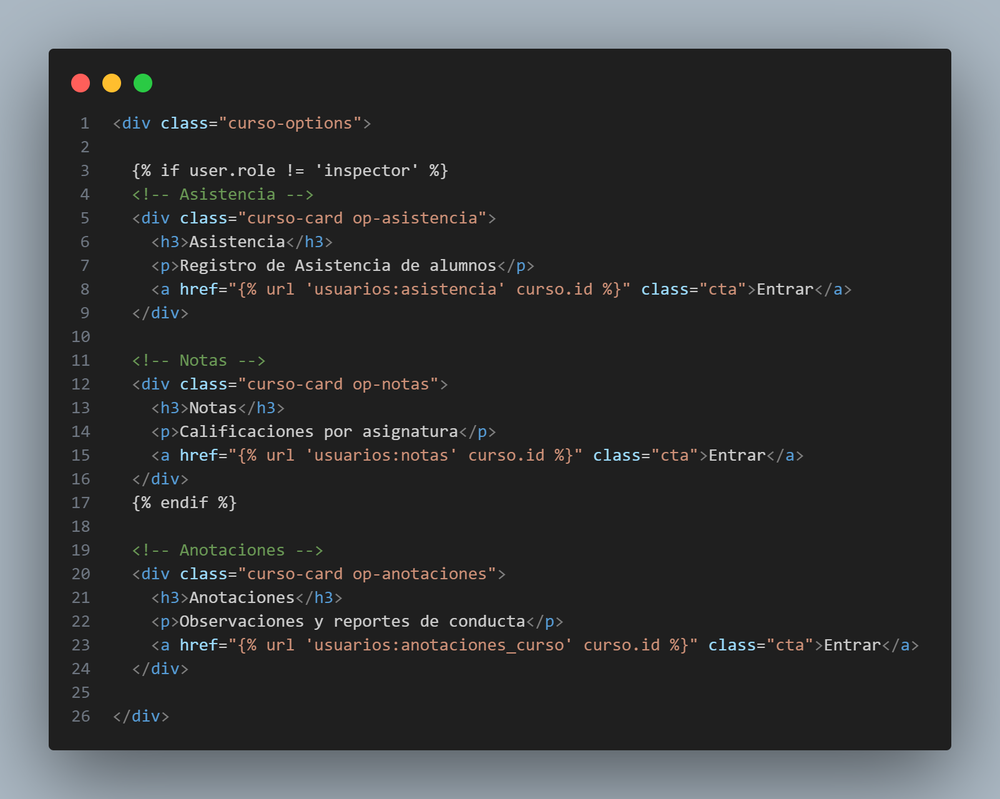 1 <div class="curso-options">
2
3   {% if user.role != 'inspector' %}
4   <!-- Asistencia -->
5   <div class="curso-card op-asistencia">
6     <h3>Asistencia</h3>
7     <p>Registro de Asistencia de alumnos</p>
8     <a href="{% url 'usuarios:asistencia' curso.id %}" class="cta">Entrar</a>
9   </div>
10
11   <!-- Notas -->
12   <div class="curso-card op-notas">
13     <h3>Notas</h3>
14     <p>Calificaciones por asignatura</p>
15     <a href="{% url 'usuarios:notas' curso.id %}" class="cta">Entrar</a>
16   </div>
17   {% endif %}
18
19   <!-- Anotaciones -->
20   <div class="curso-card op-anotaciones">
21     <h3>Anotaciones</h3>
22     <p>Observaciones y reportes de conducta</p>
23     <a href="{% url 'usuarios:anotaciones_curso' curso.id %}" class="cta">Entrar</a>
24   </div>
25
26 </div>